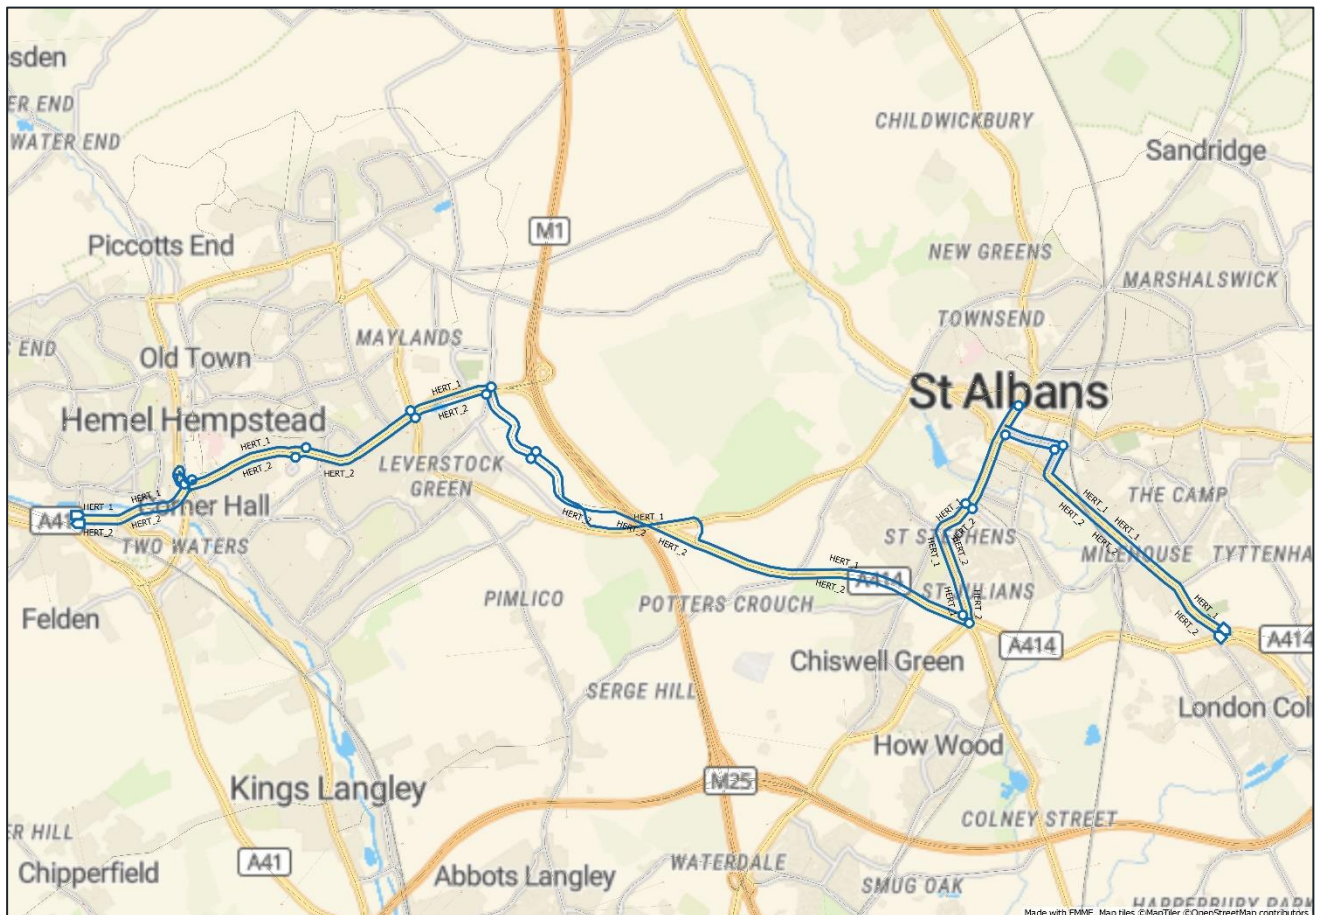 sden
CHILDWICKBURY
ER END
WATER END
Sandridge
M1
Piccotts End
NEW GREENS
MARSHALSWICK
TOWNSEND
MAYLANDS
S END
Old Town
St Albans
HERT_1
HERT_2
Hemel Hempstead
HERT_1
HERT_2
HERT_2
LEVERSTOCK
GREEN
THE CAMP
HERT_1
HERT_1
Corner Hall
HERT_1
HERT_2
A41
HERT_2
HERT_2
TWO WATERS
HERT_1
HERT_2
HERT_2
HERT_1
HERT_2
ST STEPHENS
HERT_1
HERT_2
HERT_1
HERT_2
HERT_1
HERT_2
MILEHOUSE
TYTTENHA
HERT_1
HERT_2
A414
ST JULIANS
HERT_2
PIMLICO
POTTERS CROUCH
HERT_1
HERT_2
Felden
A414
A414
Chiswell Green
SERGE HILL
London Col
How Wood
M25
Kings Langley
COLNEY STREET
ER HILL
A41
Chipperfield
Abbots Langley
WATERDALE
SMUG OAK
HARPERBURY PARK
Made with EMME, Map tiles ©MapTiler ©OpenStreetMap contributors